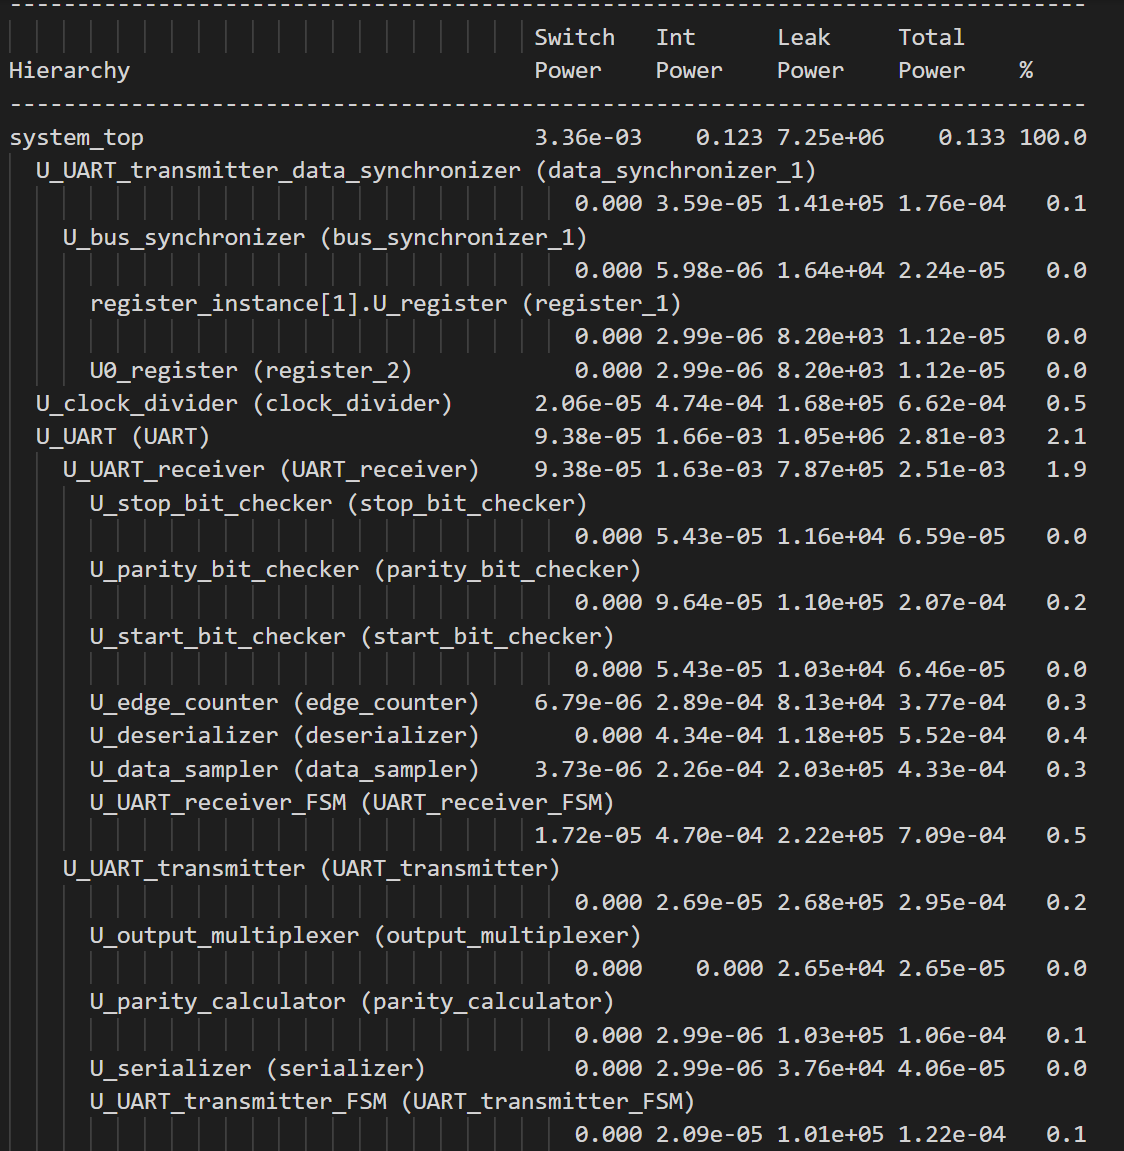 --------------------------------------------------------------------------------
Switch Int Leak Total
Hierarchy Power Power Power Power %
--------------------------------------------------------------------------------
system_top 3.36e-03 0.123 7.25e+06 0.133 100.0
U_UART_transmitter_data_synchronizer (data_synchronizer_1)
0.000 3.59e-05 1.41e+05 1.76e-04 0.1
U_bus_synchronizer (bus_synchronizer_1)
0.000 5.98e-06 1.64e+04 2.24e-05 0.0
register_instance[1].U_register (register_1)
0.000 2.99e-06 8.20e+03 1.12e-05 0.0
U0_register (register_2) 0.000 2.99e-06 8.20e+03 1.12e-05 0.0
U_clock_divider (clock_divider) 2.06e-05 4.74e-04 1.68e+05 6.62e-04 0.5
U_UART (UART) 9.38e-05 1.66e-03 1.05e+06 2.81e-03 2.1
U_UART_receiver (UART_receiver) 9.38e-05 1.63e-03 7.87e+05 2.51e-03 1.9
U_stop_bit_checker (stop_bit_checker)
0.000 5.43e-05 1.16e+04 6.59e-05 0.0
U_parity_bit_checker (parity_bit_checker)
0.000 9.64e-05 1.10e+05 2.07e-04 0.2
U_start_bit_checker (start_bit_checker)
0.000 5.43e-05 1.03e+04 6.46e-05 0.0
U_edge_counter (edge_counter) 6.79e-06 2.89e-04 8.13e+04 3.77e-04 0.3
U_deserializer (deserializer) 0.000 4.34e-04 1.18e+05 5.52e-04 0.4
U_data_sampler (data_sampler) 3.73e-06 2.26e-04 2.03e+05 4.33e-04 0.3
U_UART_receiver_FSM (UART_receiver_FSM)
1.72e-05 4.70e-04 2.22e+05 7.09e-04 0.5
U_UART_transmitter (UART_transmitter)
0.000 2.69e-05 2.68e+05 2.95e-04 0.2
U_output_multiplexer (output_multiplexer)
0.000 0.000 2.65e+04 2.65e-05 0.0
U_parity_calculator (parity_calculator)
0.000 2.99e-06 1.03e+05 1.06e-04 0.1
U_serializer (serializer) 0.000 2.99e-06 3.76e+04 4.06e-05 0.0
U_UART_transmitter_FSM (UART_transmitter_FSM)
0.000 2.09e-05 1.01e+05 1.22e-04 0.1